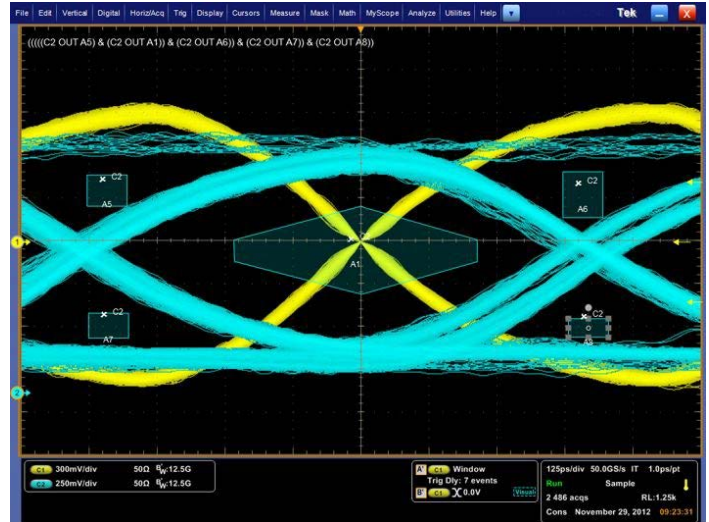 File Edit Vertical Digital Horiz/Acq Trig Display Cursors Measure Mask Math MyScope Analyze Utilities Help Tek X
(((((C2 OUT A5) & (C2 OUT A1)) & (C2 OUT A6)) & (C2 OUT A7)) & (C2 OUT A8))
C2
A5
C2
A6
1
A1
C2
A7
C2
2
C1 300mV/div 50Ω BW:12.5G
C2 250mV/div 50Ω BW:12.5G
A' C1 Window
Trig Dly: 7 events
B' C1 0.0V Visual
125ps/div 50.0GS/s IT 1.0ps/pt
Run Sample
2 486 acqs RL:1.25k
Cons November 29, 2012 09:23:31